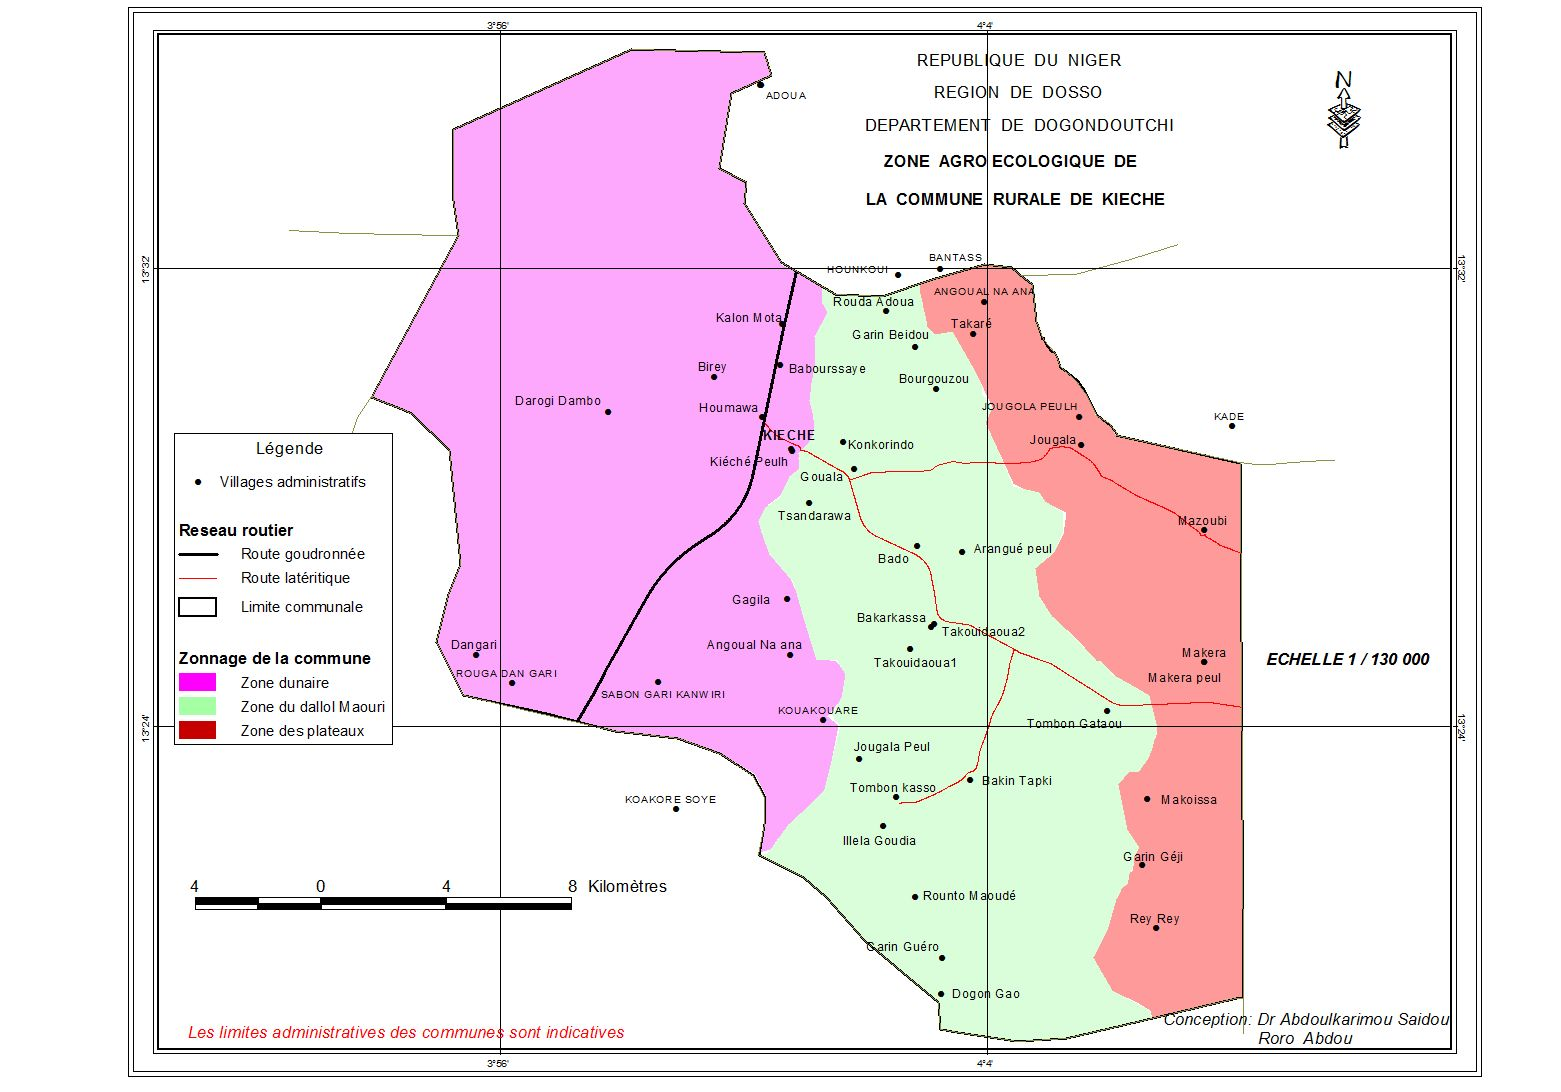 3°56'
4°4'
REPUBLIQUE DU NIGER
REGION DE DOSSO
DEPARTEMENT DE DOGONDOUTCHI
ZONE AGRO ECOLOGIQUE DE
LA COMMUNE RURALE DE KIECHE
N
ADOUA
13°32'
13°32'
BANTASS
HOUNKOUI
ANGOUAL NA ANA
Rouda Adoua
Kalon Mota
Takaré
Garin Beidou
Birey
Babourssaye
Bourgouzou
Darogi Dambo
Houmawa
JOUGOLA PEULH
KADE
KIECHE
Konkorindo
Jougala
Kiéché Peulh
Gouala
Tsandarawa
Mazoubi
Bado
Arangué peul
Gagila
Bakarkassa
Takouidaoua2
Dangari
Angoual Na ana
Takouidaoua1
Makera
ROUGA DAN GARI
Makera peul
SABON GARI KANWIRI
KOUAKOUARE
Tombon Gataou
Jougala Peul
Bakin Tapki
Tombon kasso
KOAKORE SOYE
Makoissa
Illela Goudia
Garin Géji
Rounto Maoudé
Rey Rey
Garin Guéro
Dogon Gao
Légende
Villages administratifs
Reseau routier
Route goudronnée
Route latéritique
Limite communale
Zonnage de la commune
Zone dunaire
Zone du dallol Maouri
Zone des plateaux
ECHELLE 1 / 130 000
13°24'
13°24'
4 0 4 8 Kilomètres
Les limites administratives des communes sont indicatives
Conception: Dr Abdoulkarimou Saidou
Roro Abdou
3°56'
4°4'